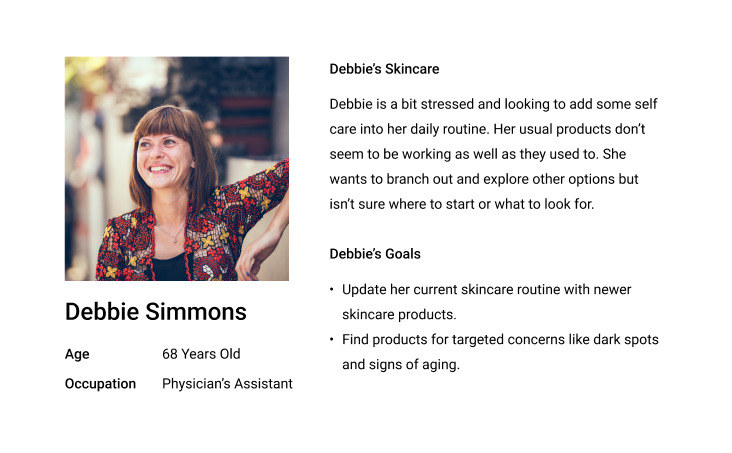 Debbie’s Skincare
Debbie is a bit stressed and looking to add some self
care into her daily routine. Her usual products don’t
seem to be working as well as they used to. She
wants to branch out and explore other options but
isn’t sure where to start or what to look for.
Debbie’s Goals
• Update her current skincare routine with newer
skincare products.
• Find products for targeted concerns like dark spots
and signs of aging.
Debbie Simmons
Age 68 Years Old
Occupation Physician’s Assistant